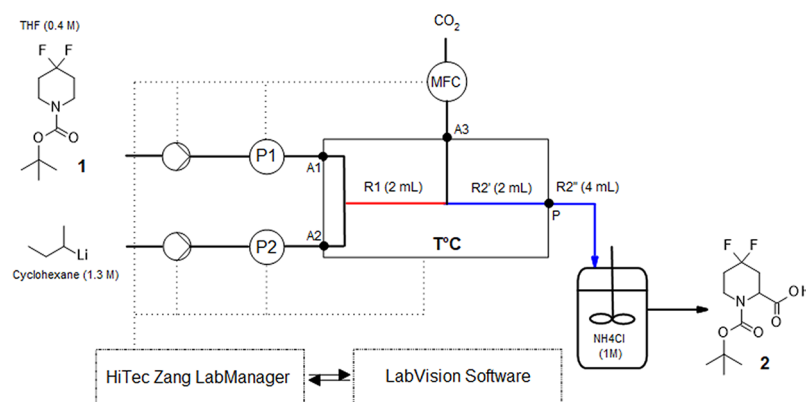 THF (0.4 M)
F F
N
O O
1
Li
Cyclohexane (1.3 M)
P1
P2
A1
A2
CO2
MFC
A3
R1 (2 mL)
R2' (2 mL)
R2'' (4 mL)
P
T°C
NH4Cl
(1M)
F F
OH
N
O
O O
2
HiTec Zang LabManager
LabVision Software